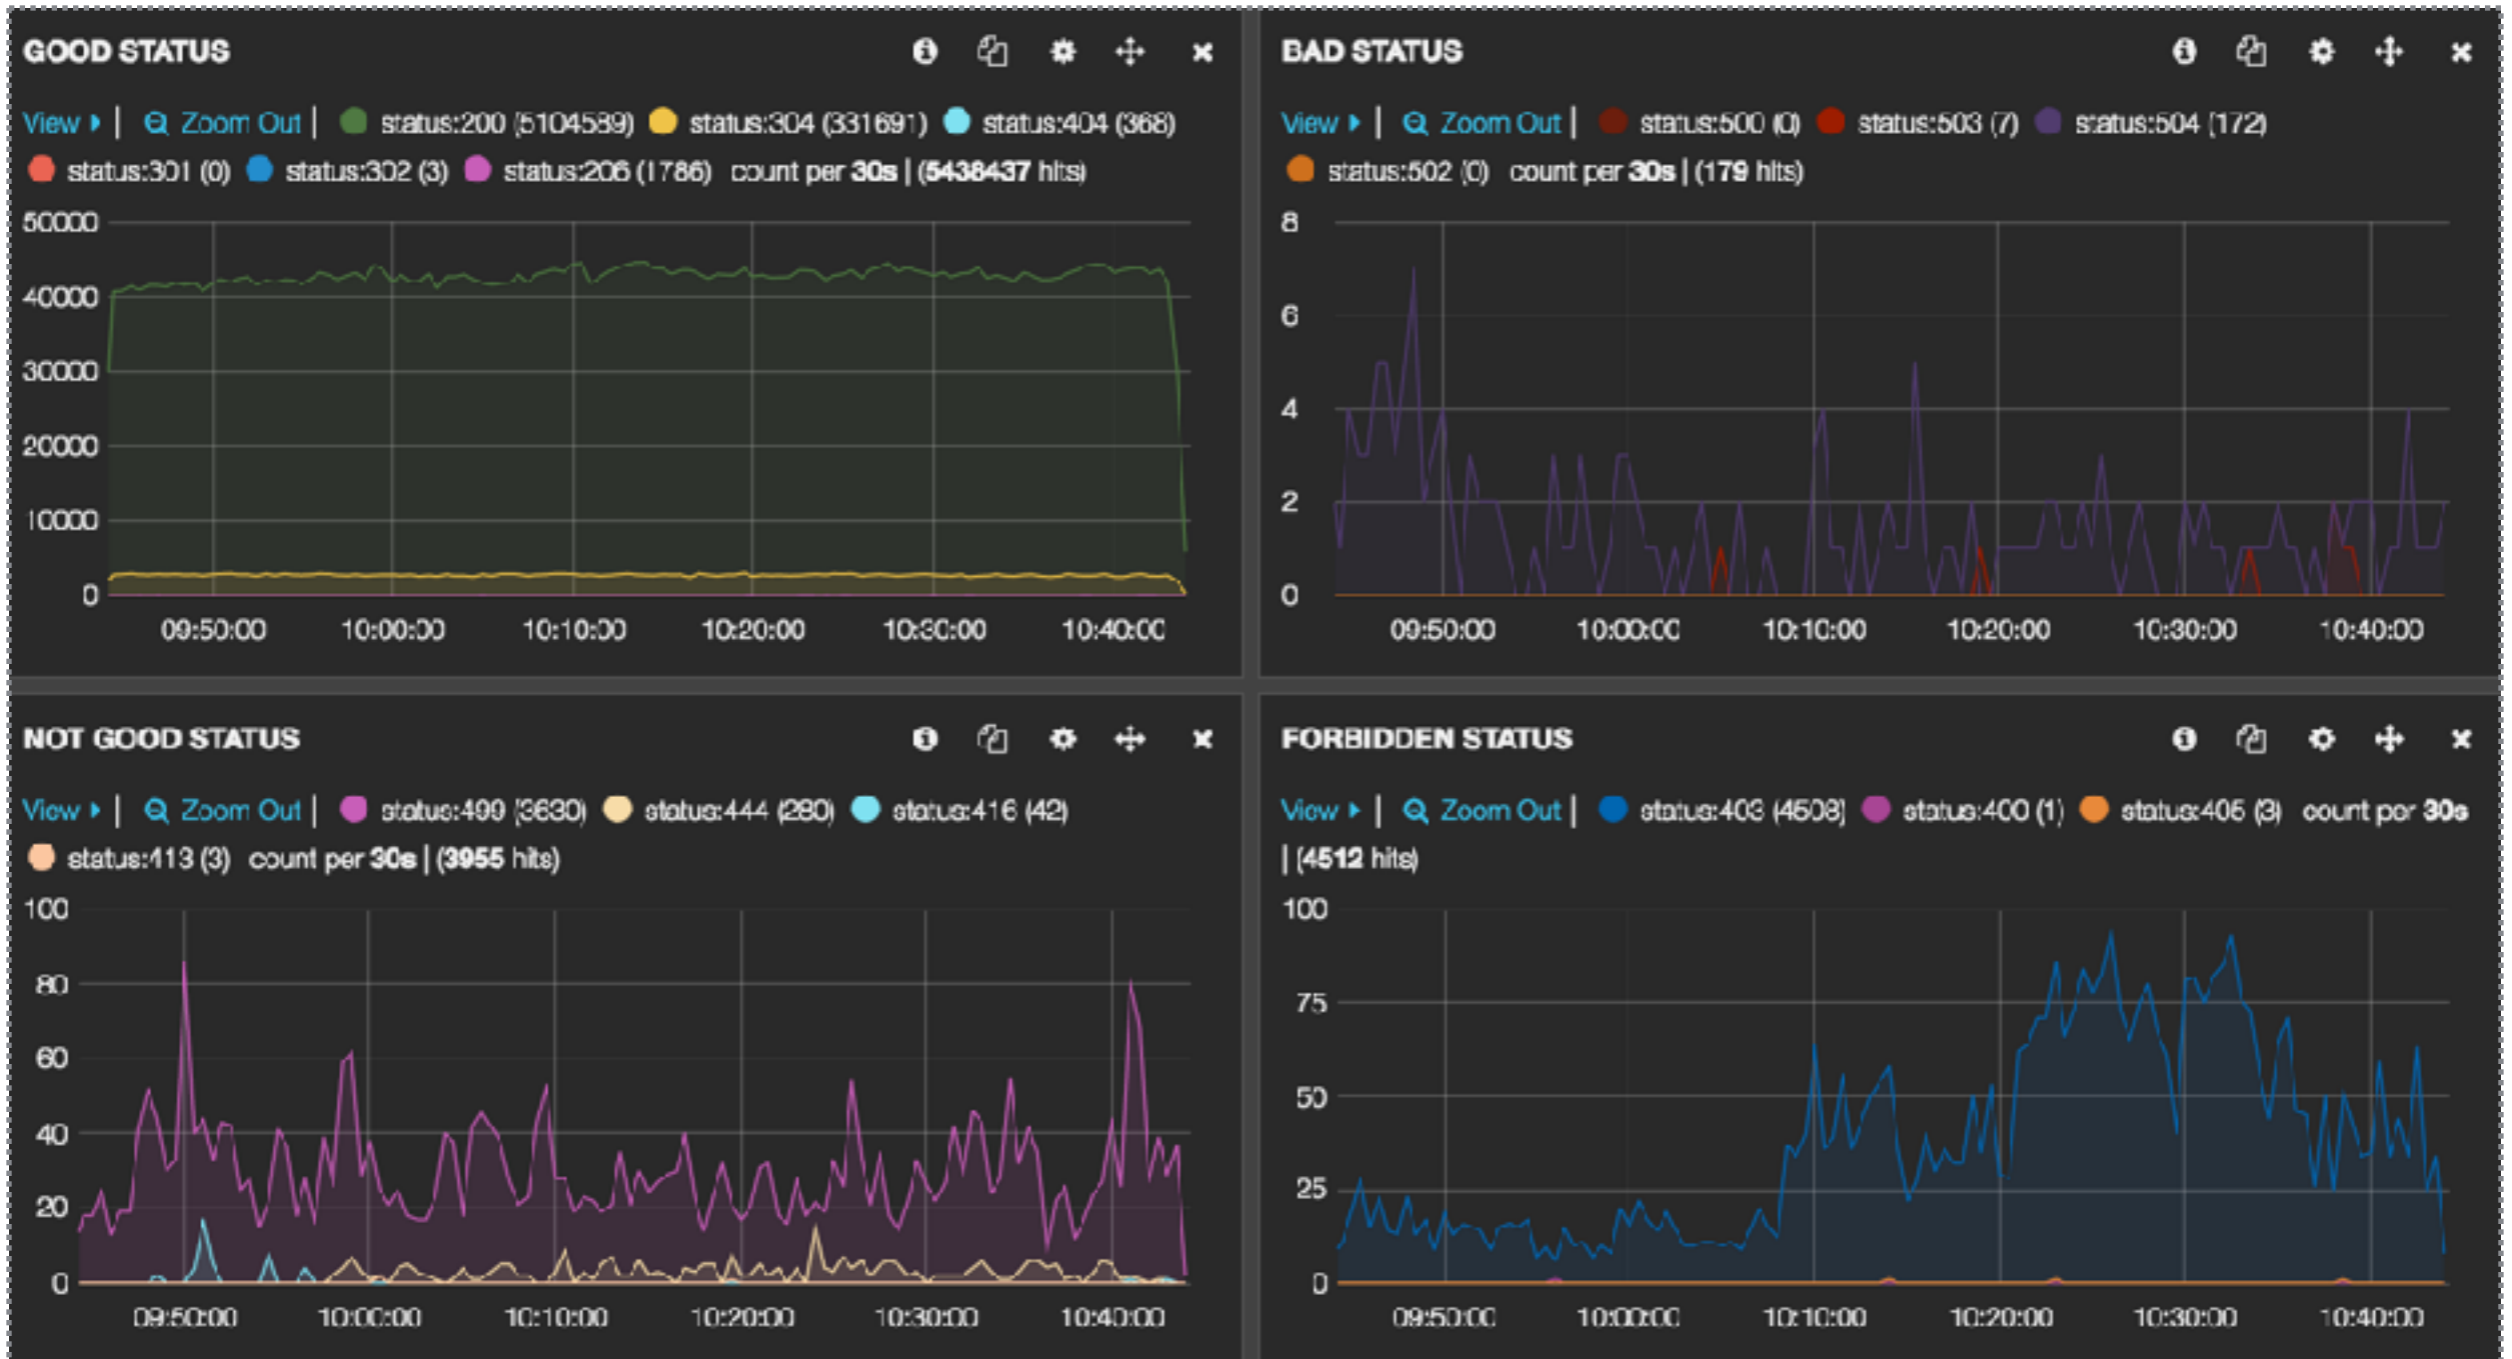 GOOD STATUS
View | Zoom Out | status:200 (5104589) status:304 (331691) status:404 (368)
status:301 (0) status:302 (3) status:206 (1786) count per 30s | (5438437 hits)
50000
40000
30000
20000
10000
0
09:50:00 10:00:00 10:10:00 10:20:00 10:30:00 10:40:00
BAD STATUS
View | Zoom Out | status:500 (0) status:503 (7) status:504 (172)
status:502 (0) count per 30s | (179 hits)
8
6
4
2
0
09:50:00 10:00:00 10:10:00 10:20:00 10:30:00 10:40:00
NOT GOOD STATUS
View | Zoom Out | status:499 (3630) status:444 (280) status:416 (42)
status:413 (3) count per 30s | (3955 hits)
100
80
60
40
20
0
09:50:00 10:00:00 10:10:00 10:20:00 10:30:00 10:40:00
FORBIDDEN STATUS
View | Zoom Out | status:403 (4508) status:400 (1) status:405 (3) count per 30s
| (4512 hits)
100
75
50
25
0
09:50:00 10:00:00 10:10:00 10:20:00 10:30:00 10:40:00